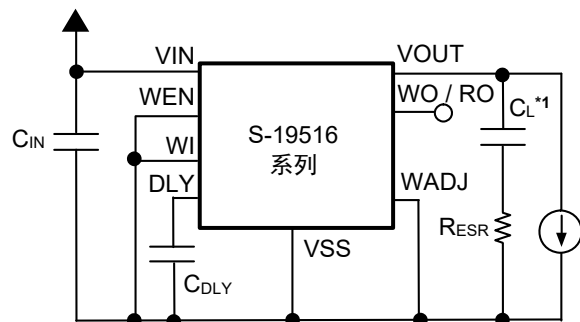 VIN
VOUT
WEN
WO / RO
CIN
S-19516
系列
CL*1
WI
DLY
WADJ
RESR
VSS
CDLY